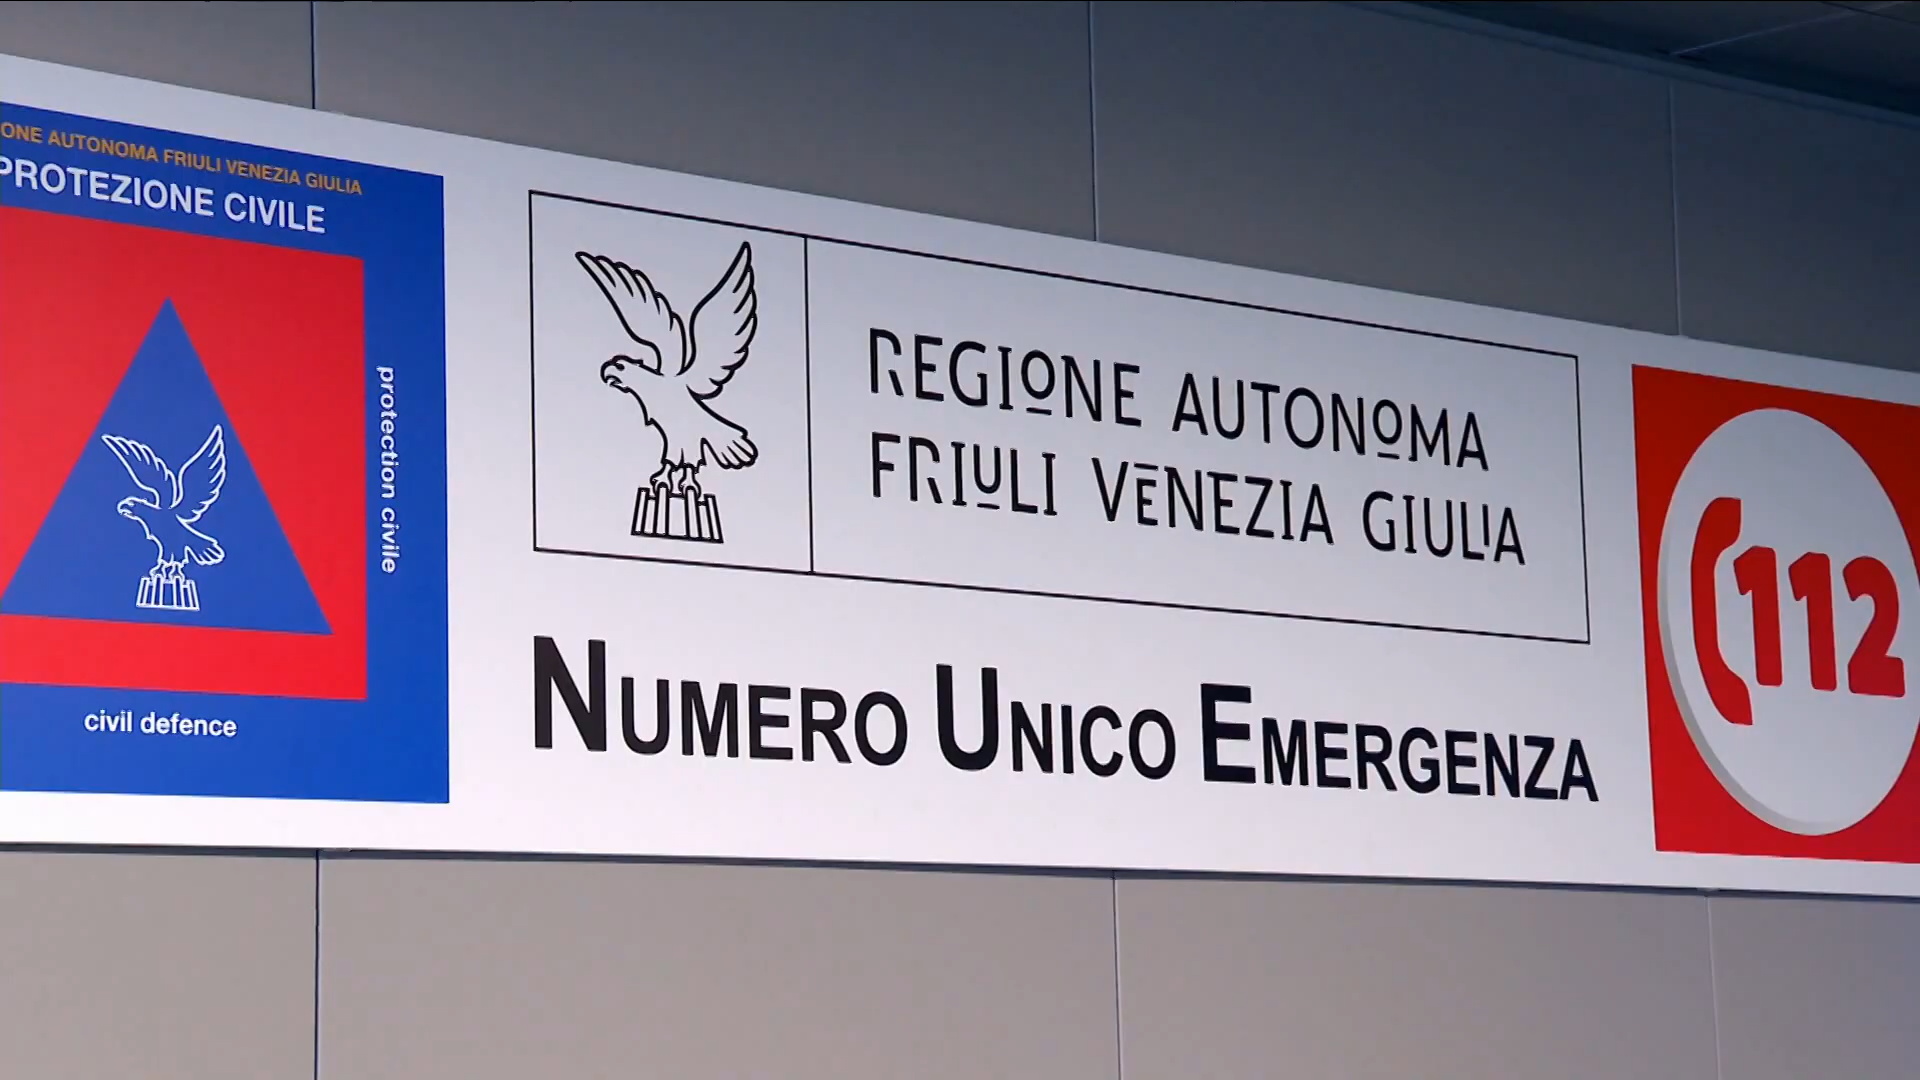 AUTONOMA FRIULI VENEZIA GIULIA
PROTEZIONE CIVILE
protection civile
civil defence
REGIONE AUTONOMA
FRIULI VENEZIA GIULIA
NUMERO UNICO EMERGENZA
112